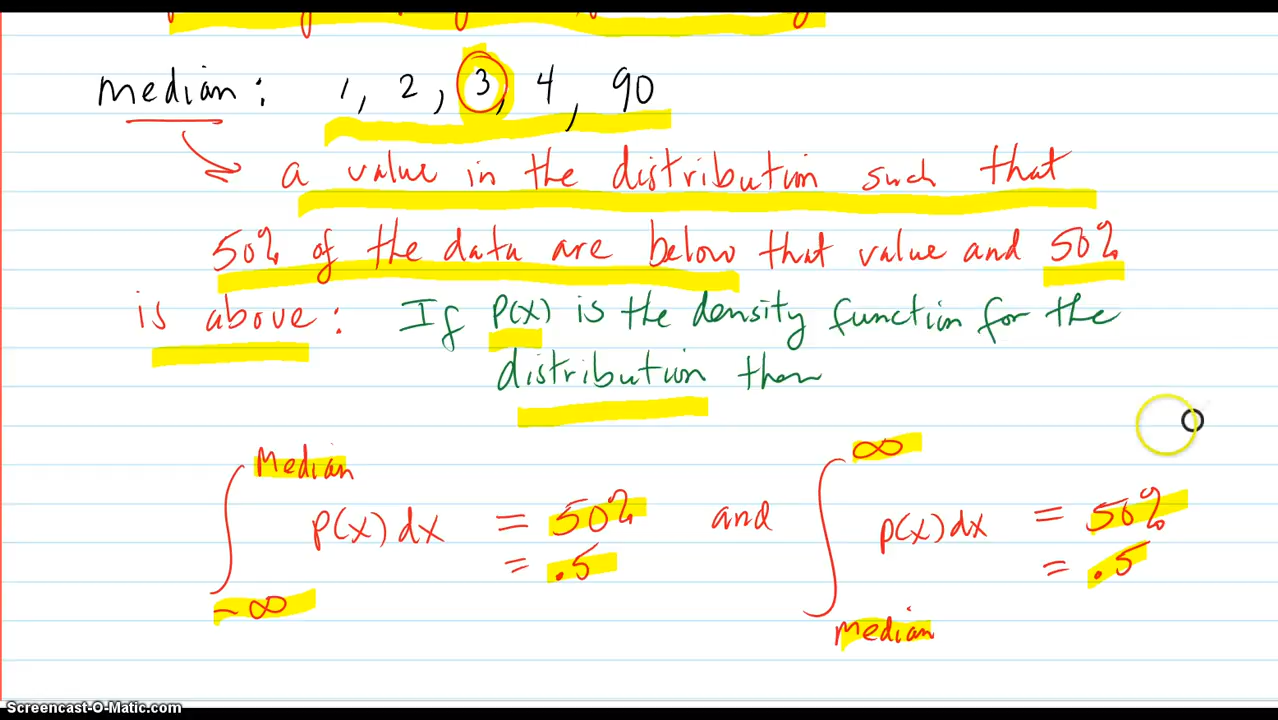 median: 1, 2, 3, 4, 90
a value in the distribution such that
50% of the data are below that value and 50%
is above: If P(x) is the density function for the
distribution then
∫ Median -∞ P(x)dx = 50% and ∫ ∞ median P(x)dx = 50%
= .5 = .5
Screencast-O-Matic.com